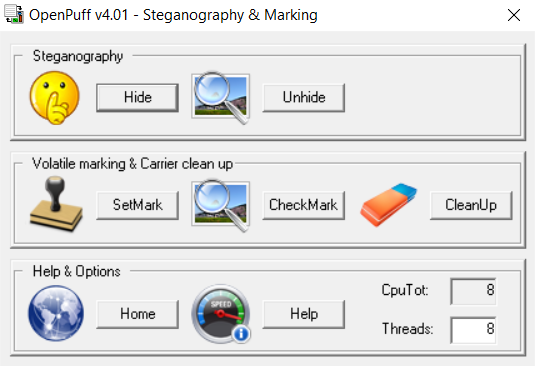 OpenPuff v4.01 - Steganography & Marking
Steganography
Hide
Unhide
Volatile marking & Carrier clean up
SetMark
CheckMark
CleanUp
Help & Options
Home
SPEED
Help
CpuTot: 8
Threads: 8